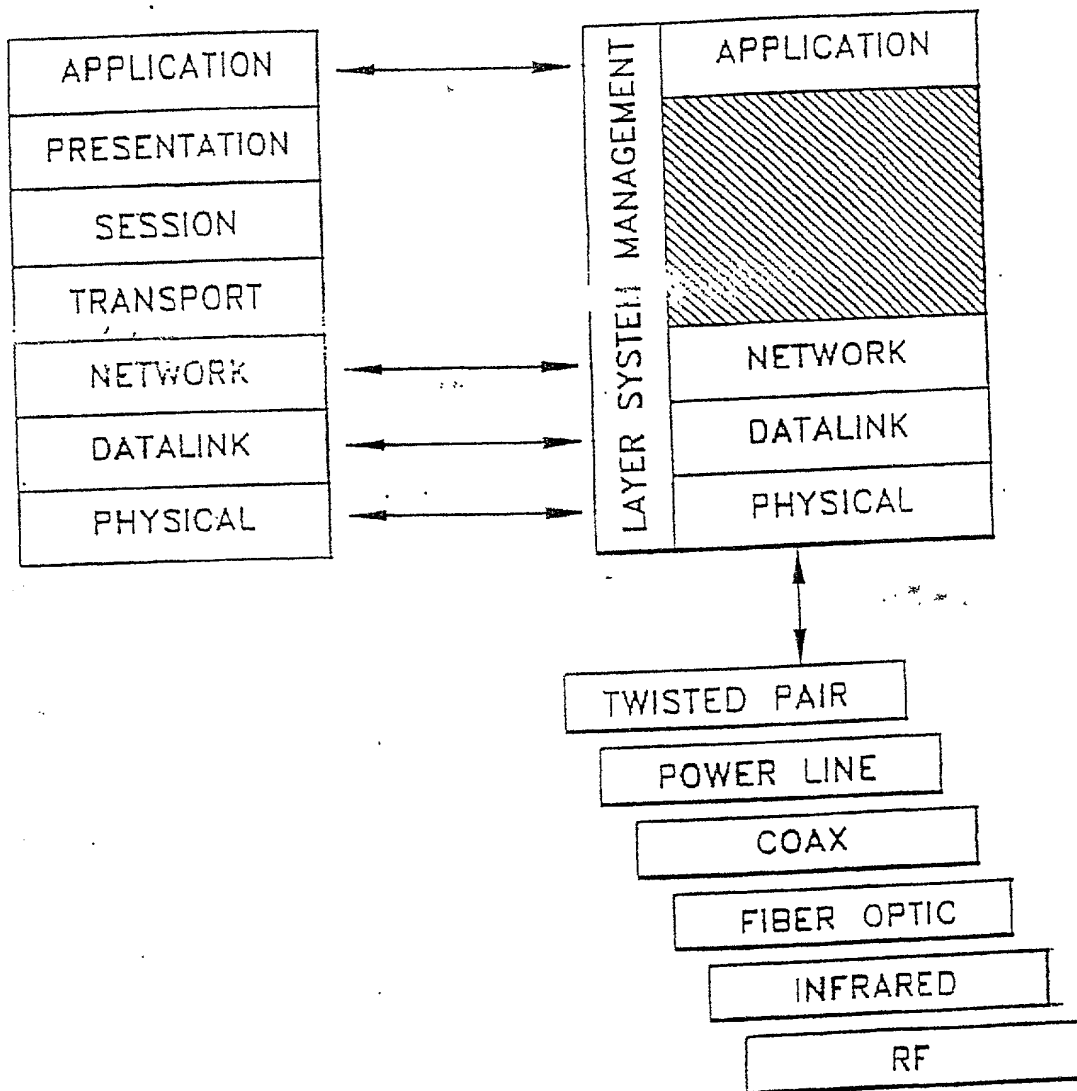 APPLICATION
PRESENTATION
SESSION
TRANSPORT
NETWORK
DATALINK
PHYSICAL
LAYER SYSTEM MANAGEMENT
APPLICATION
NETWORK
DATALINK
PHYSICAL
TWISTED PAIR
POWER LINE
COAX
FIBER OPTIC
INFRARED
RF